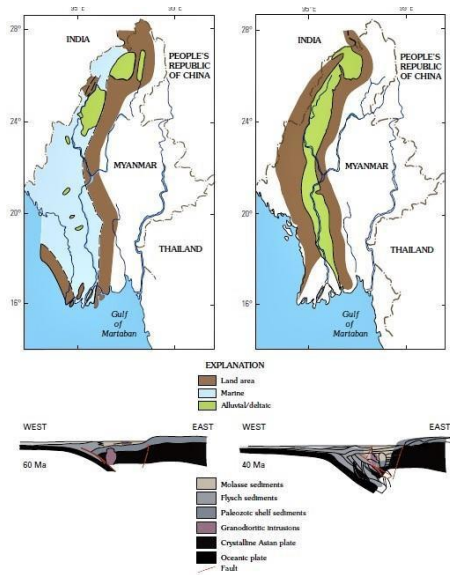 95° E
28°
INDIA
PEOPLE'S
REPUBLIC
OF CHINA
24°
MYANMAR
20°
THAILAND
16°
Gulf
of
Martaban
28°
INDIA
PEOPLE'S
REPUBLIC
OF CHINA
24°
MYANMAR
20°
THAILAND
16°
Gulf
of
Martaban
EXPLANATION
Land area
Marine
Alluvial/deltaic
WEST
EAST
60 Ma
WEST
EAST
40 Ma
Molasse sediments
Flysch sediments
Paleozoic shelf sediments
Granodioritic intrusions
Crystalline Asian plate
Oceanic plate
Fault